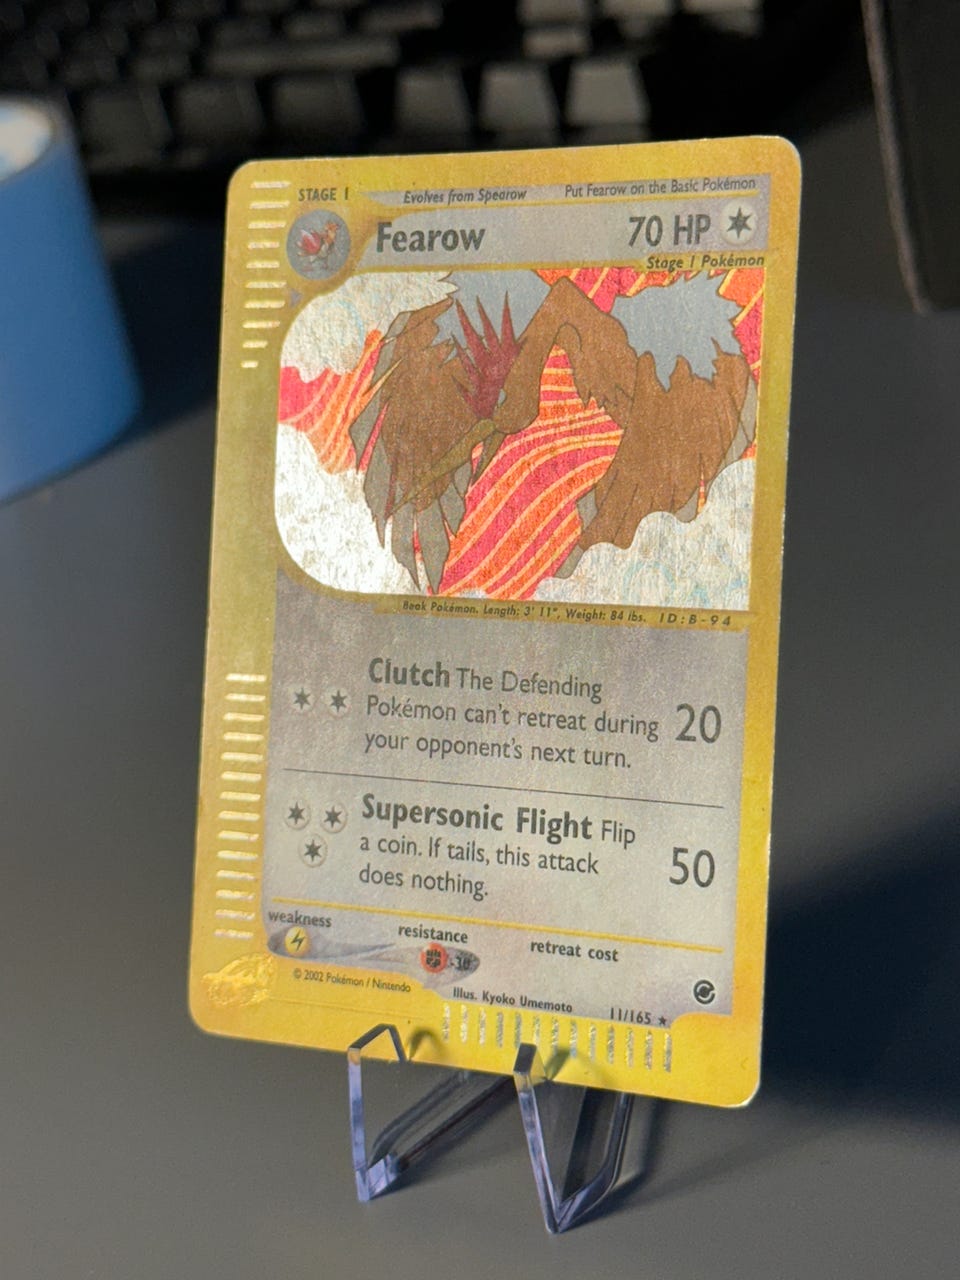 STAGE 1 Evolves from Spearow Put Fearow on the Basic Pokémon
Fearow 70 HP
Stage 1 Pokémon
Beak Pokémon. Length: 3' 11", Weight: 84 lbs. ID:B-94
Clutch The Defending
Pokémon can't retreat during 20
your opponent's next turn.
Supersonic Flight Flip
a coin. If tails, this attack 50
does nothing.
weakness resistance retreat cost
-30
© 2002 Pokémon / Nintendo
Illus. Kyoko Umemoto 11/165 ★